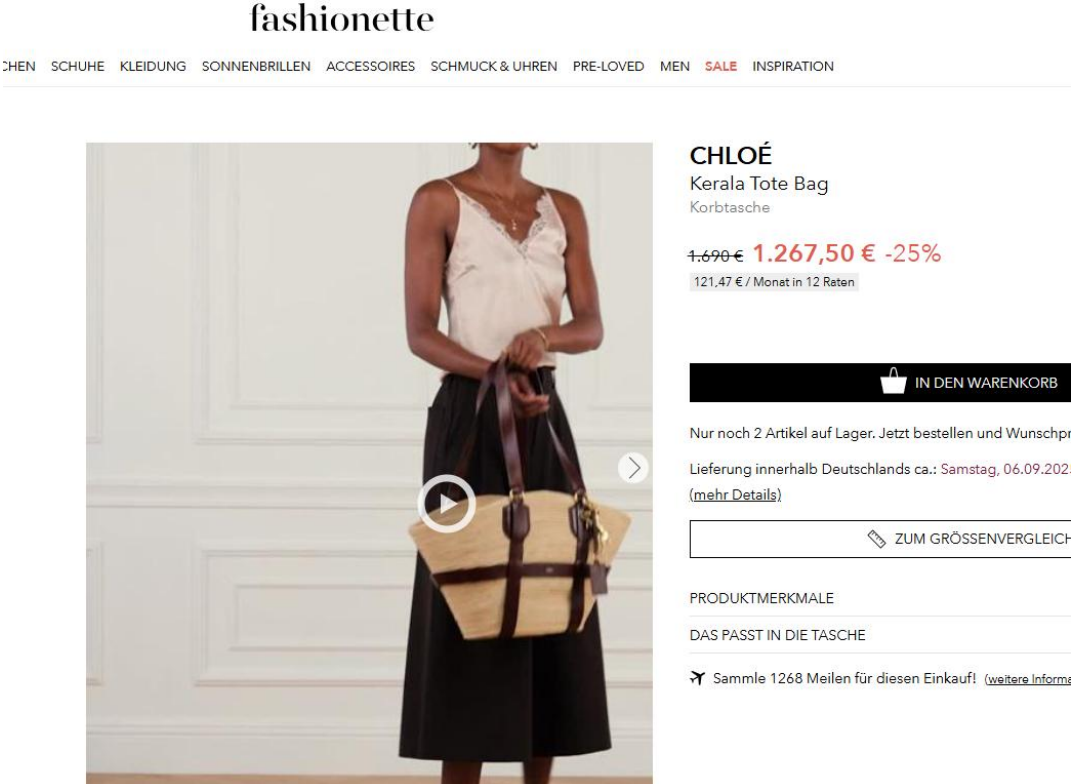 fashionette
SCHUHE KLEIDUNG SONNENBRILLEN ACCESSOIRES SCHMUCK & UHREN PRE-LOVED MEN SALE INSPIRATION
CHLOÉ
Kerala Tote Bag
Korbtasche
1.690 € 1.267,50 € -25%
121,47 € / Monat in 12 Raten
IN DEN WARENKORB
Nur noch 2 Artikel auf Lager. Jetzt bestellen und
Lieferung innerhalb Deutschlands ca.: Samstag, 06.09.202
(mehr Details)
ZUM GRÖSSENVERGLEICH
PRODUKTMERKMALE
DAS PASST IN DIE TASCHE
Sammle 1268 Meilen für diesen Einkauf! (weitere